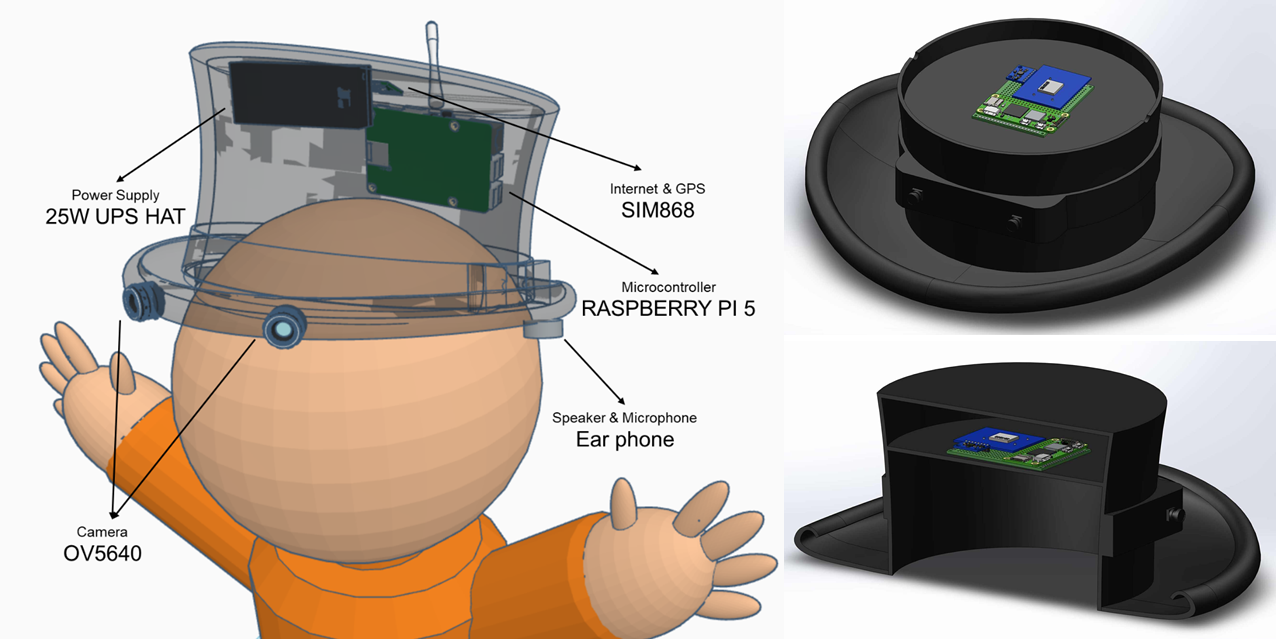 Power Supply
25W UPS HAT
Internet & GPS
SIM868
Microcontroller
RASPBERRY PI 5
Speaker & Microphone
Ear phone
Camera
OV5640